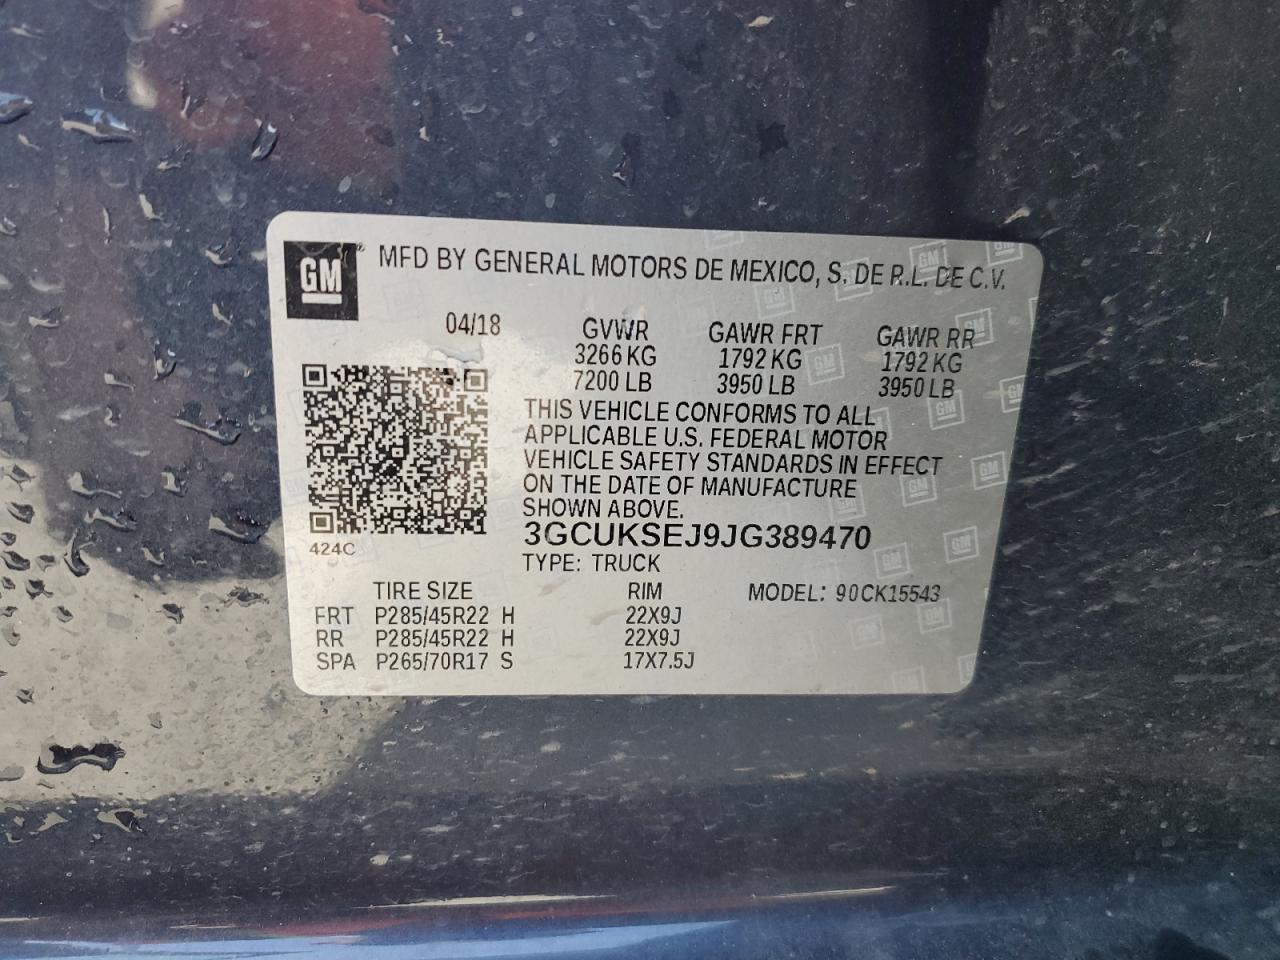 GM ® MFD BY GENERAL MOTORS DE MEXICO, S. DE R.L. DE C.V.
04/18 GVWR GAWR FRT GAWR RR
3266 KG 1792 KG 1792 KG
7200 LB 3950 LB 3950 LB
THIS VEHICLE CONFORMS TO ALL
APPLICABLE U.S. FEDERAL MOTOR
VEHICLE SAFETY STANDARDS IN EFFECT
ON THE DATE OF MANUFACTURE
SHOWN ABOVE.
3GCUKSEJ9JG389470
424C
TYPE: TRUCK
TIRE SIZE RIM MODEL: 90CK15543
FRT P285/45R22 H 22X9J
RR P285/45R22 H 22X9J
SPA P265/70R17 S 17X7.5J